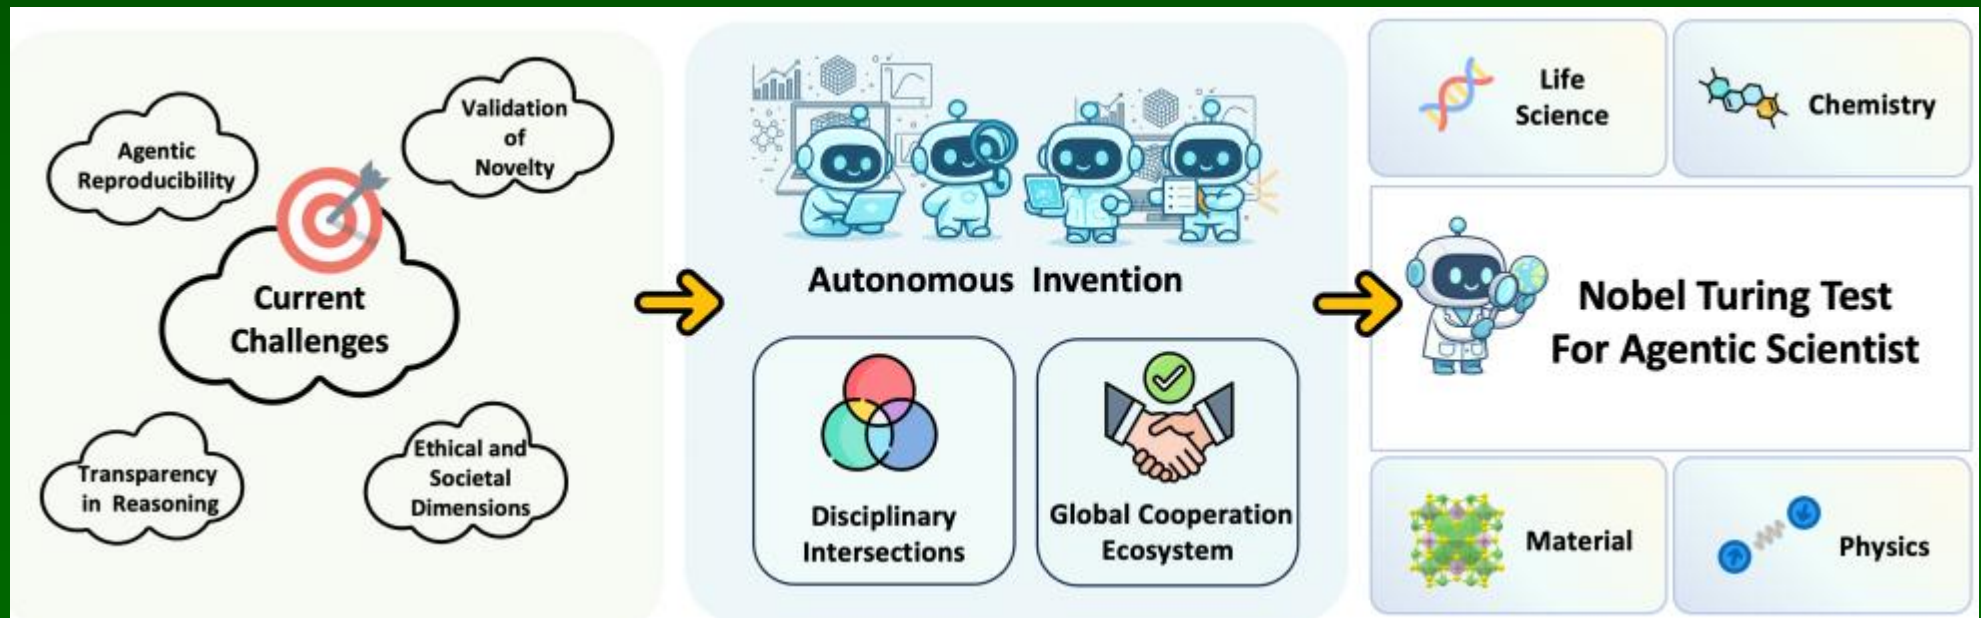 Agentic
Reproducibility
Validation
of
Novelty
Current
Challenges
Transparency
in Reasoning
Ethical and
Societal
Dimensions
Autonomous Invention
Disciplinary
Intersections
Global Cooperation
Ecosystem
Life
Science
Chemistry
Nobel Turing Test
For Agentic Scientist
Material
Physics